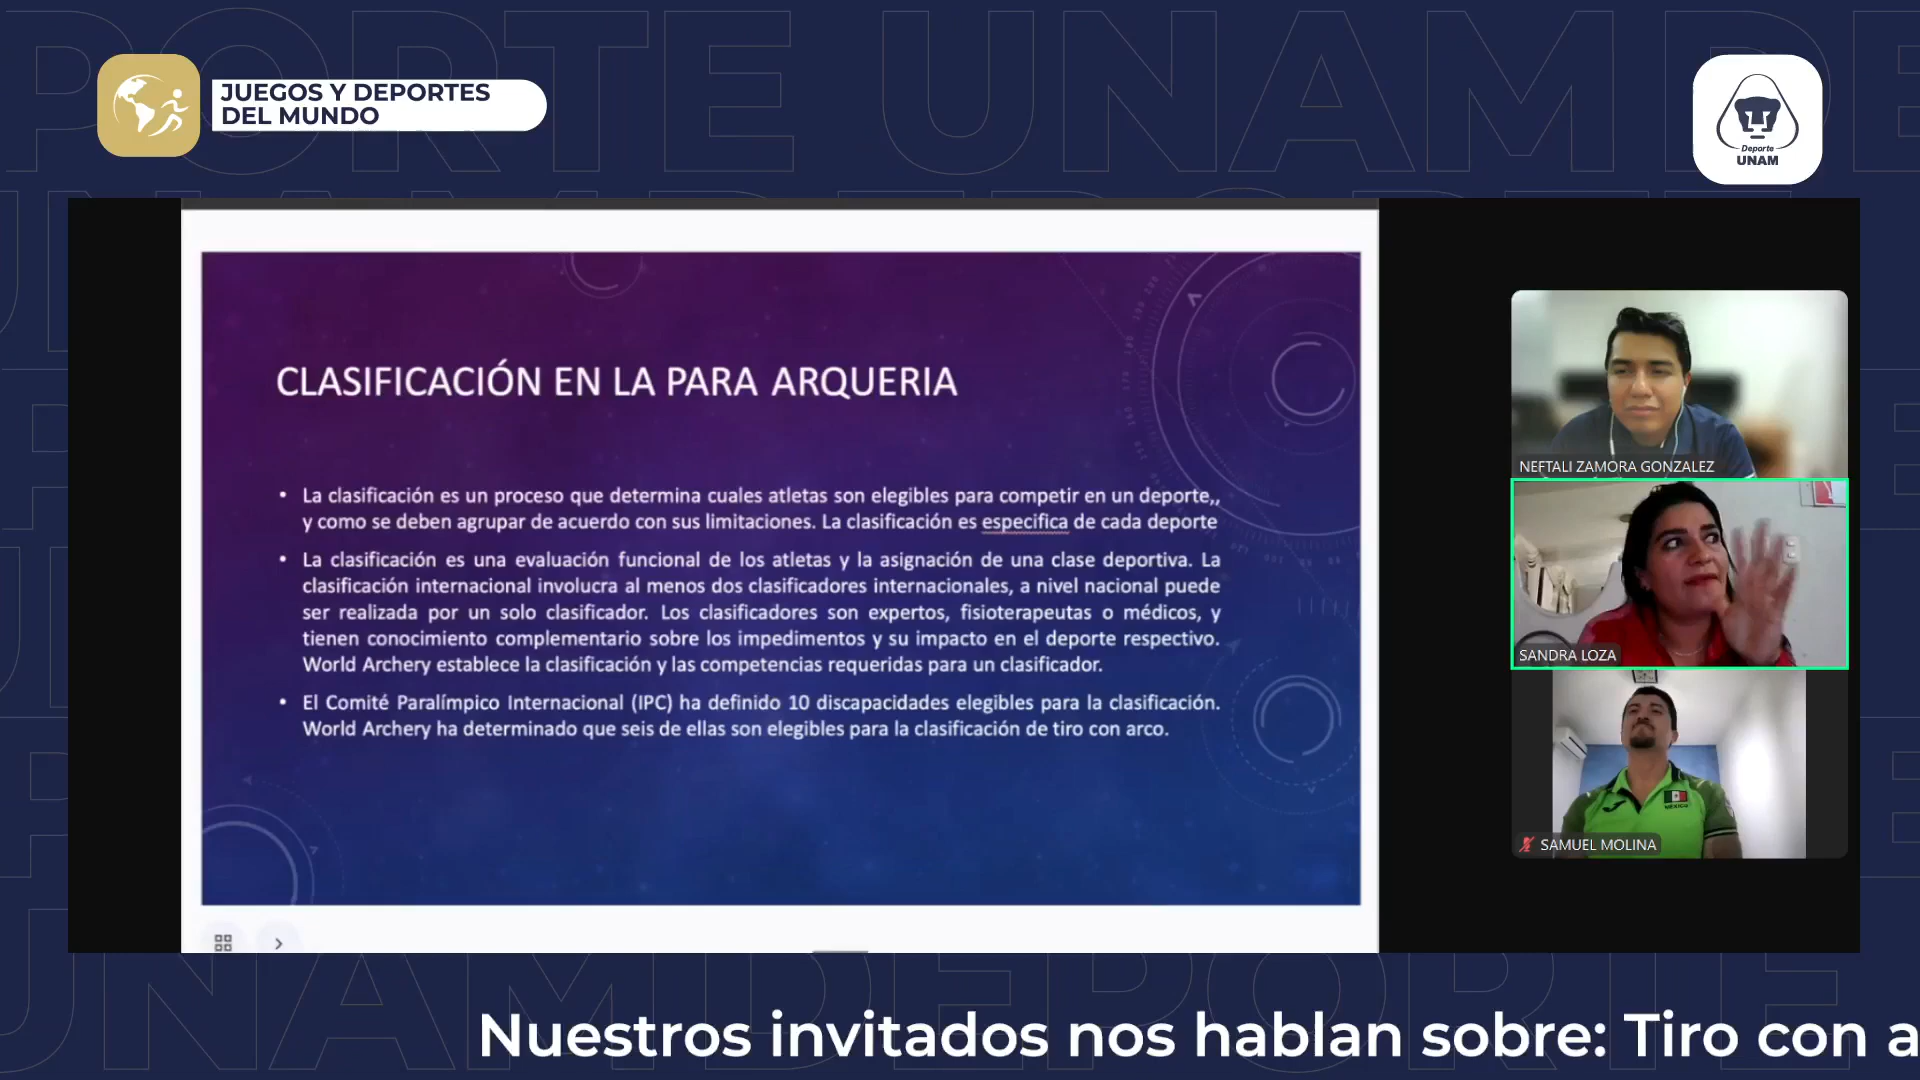 JUEGOS Y DEPORTES
DEL MUNDO
Deporte
UNAM
CLASIFICACIÓN EN LA PARA ARQUERIA
• La clasificación es un proceso que determina cuales atletas son elegibles para competir en un deporte,,
y como se deben agrupar de acuerdo con sus limitaciones. La clasificación es especifica de cada deporte
• La clasificación es una evaluación funcional de los atletas y la asignación de una clase deportiva. La
clasificación internacional involucra al menos dos clasificadores internacionales, a nivel nacional puede
ser realizada por un solo clasificador. Los clasificadores son expertos, fisioterapeutas o médicos, y
tienen conocimiento complementario sobre los impedimentos y su impacto en el deporte respectivo.
World Archery establece la clasificación y las competencias requeridas para un clasificador.
• El Comité Paralímpico Internacional (IPC) ha definido 10 discapacidades elegibles para la clasificación.
World Archery ha determinado que seis de ellas son elegibles para la clasificación de tiro con arco.
NEFTALI ZAMORA GONZALEZ
SANDRA LOZA
MÉXICO
SAMUEL MOLINA
Nuestros invitados nos hablan sobre: Tiro con a